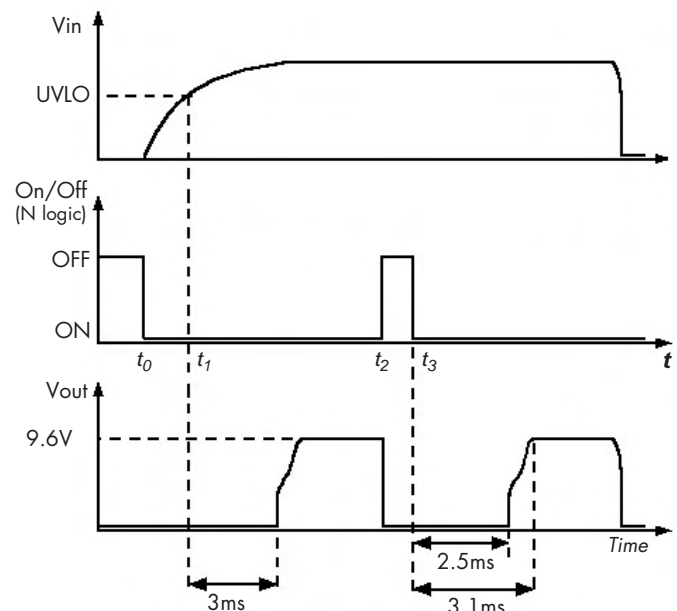 Vin
UVLO
On/Off
(N logic)
OFF
ON
t0 t1 t2 t3 t
Vout
9.6V
Time
2.5ms
3ms
3.1ms